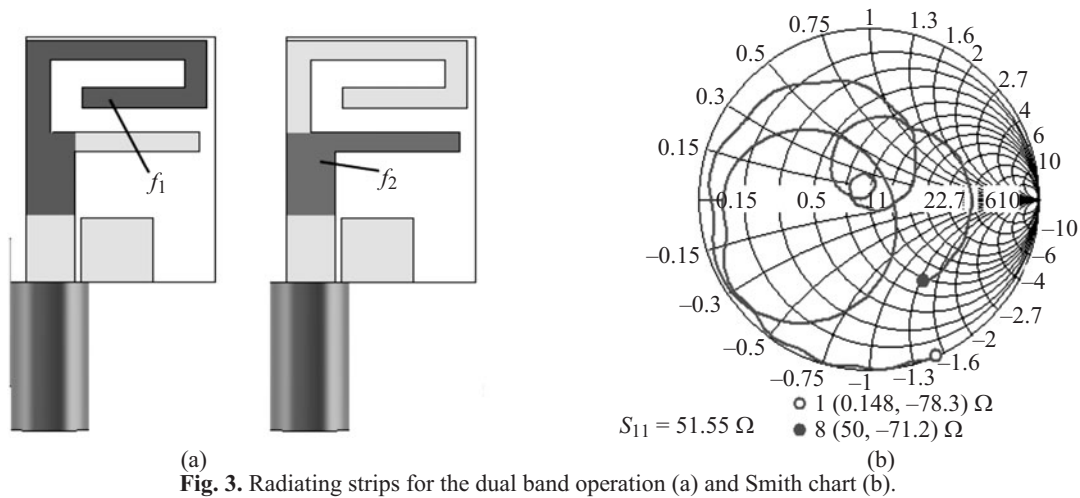 f1
f2
1
0.75
1.3
1.6
0.5
2
2.7
0.3
4
6
0.15
10
0.15 0.5 11 22.7 610
–10
–0.15
–6
–4
–0.3
–2.7
–0.5
–2
–1.6
–0.75
–1
–1.3
1 (0.148, –78.3) Ω
S11 = 51.55 Ω
8 (50, –71.2) Ω
(a)
(b)
Fig. 3. Radiating strips for the dual band operation (a) and Smith chart (b).